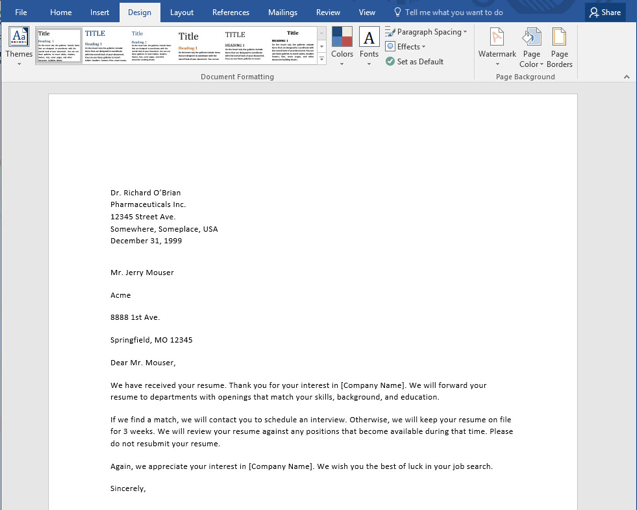 File Home Insert Design Layout References Mailings Review View Tell me what you want to do Share
Themes
Title
Heading 1
TITLE
Heading 1
Title
Heading 1
Title
Heading 1
TITLE
HEADING 1
Title
HEADING 1
Colors
Fonts
Paragraph Spacing
Effects
Set as Default
Watermark
Page Color
Page Borders
Document Formatting
Page Background
Dr. Richard O'Brian
Pharmaceuticals Inc.
12345 Street Ave.
Somewhere, Someplace, USA
December 31, 1999
Mr. Jerry Mouser
Acme
8888 1st Ave.
Springfield, MO 12345
Dear Mr. Mouser,
We have received your resume. Thank you for your interest in [Company Name]. We will forward your
resume to departments with openings that match your skills, background, and education.
If we find a match, we will contact you to schedule an interview. Otherwise, we will keep your resume on file
for 3 weeks. We will review your resume against any positions that become available during that time. Please
do not resubmit your resume.
Again, we appreciate your interest in [Company Name]. We wish you the best of luck in your job search.
Sincerely,